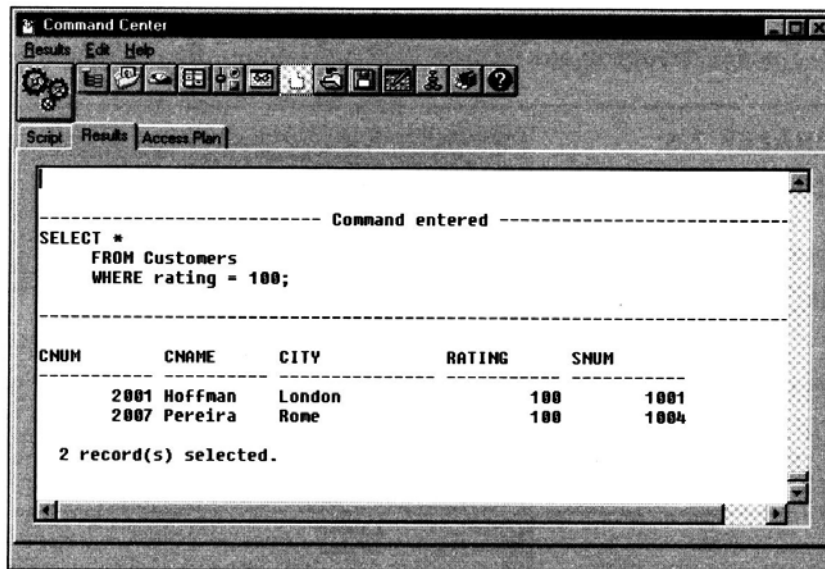 Command Center
Results Edit Help
Script Results Access Plan
---------------------------- Command entered -----------------------------
SELECT *
FROM Customers
WHERE rating = 100;
--------------------------------------------------------------------------
CNUM CNAME CITY RATING SNUM
----------- ---------- --------------- ----------- -----------
2001 Hoffman London 100 1001
2007 Pereira Rome 100 1004
2 record(s) selected.